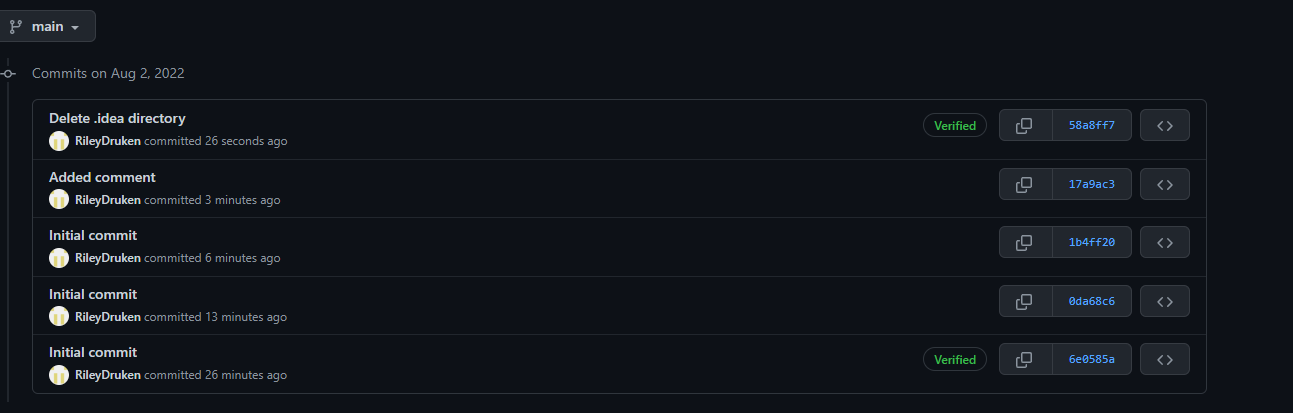 main
Commits on Aug 2, 2022
Delete .idea directory
RileyDruken committed 26 seconds ago
Verified
58a8ff7
Added comment
RileyDruken committed 3 minutes ago
17a9ac3
Initial commit
RileyDruken committed 6 minutes ago
1b4ff20
Initial commit
RileyDruken committed 13 minutes ago
0da68c6
Initial commit
RileyDruken committed 26 minutes ago
Verified
6e0585a